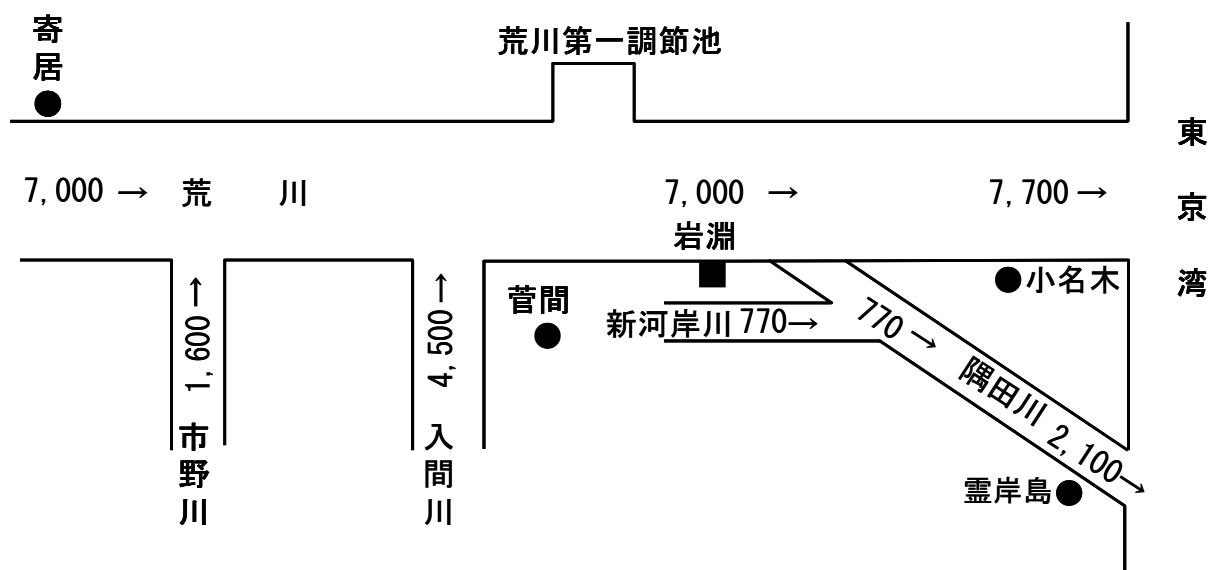 寄居
荒川第一調節池
東京湾
7,000 → 荒川
7,000 →
7,700 →
岩淵
小名木
菅間
新河岸川 770→
770→
隅田川 2,100→
1,600→
市野川
4,500→
入間川
霊岸島